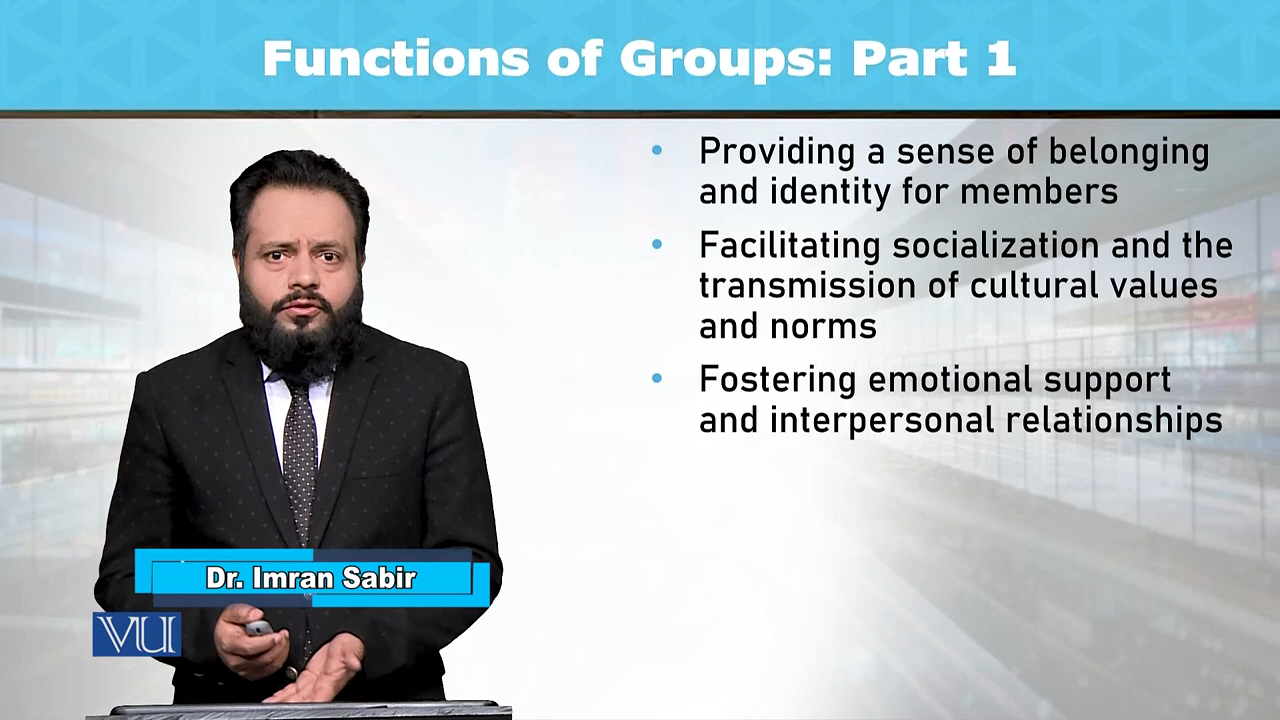 Functions of Groups: Part 1
• Providing a sense of belonging
and identity for members
• Facilitating socialization and the
transmission of cultural values
and norms
• Fostering emotional support
and interpersonal relationships
Dr. Imran Sabir
VU